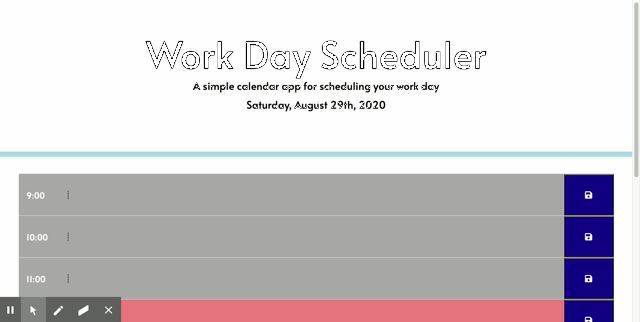 Work Day Scheduler
A simple calendar app for scheduling your work day
Saturday, August 29th, 2020
9:00
10:00
11:00